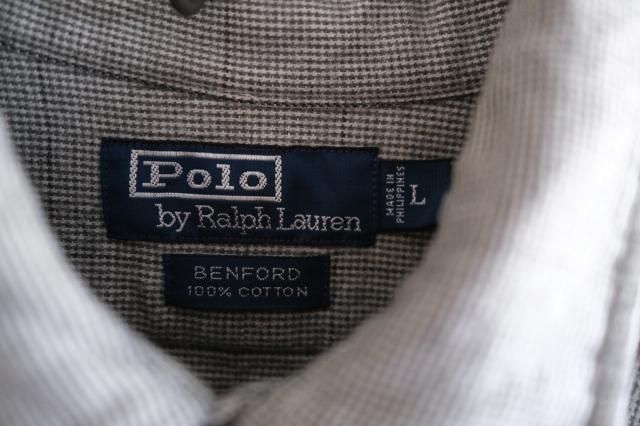 Polo
by Ralph Lauren
MADE IN
PHILIPPINES
L
BENFORD
100% COTTON